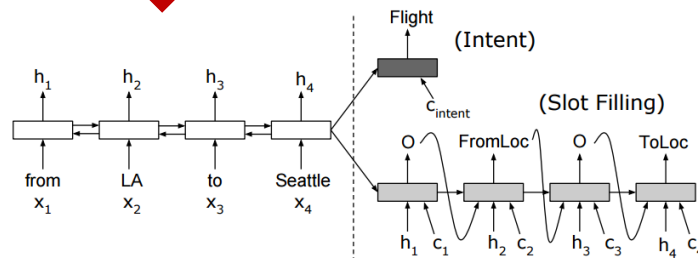 Flight
(Intent)
h1 h2 h3 h4
cintent
(Slot Filling)
O FromLoc O ToLoc
from LA to Seattle
x1 x2 x3 x4
h1 c1 h2 c2 h3 c3 h4 c